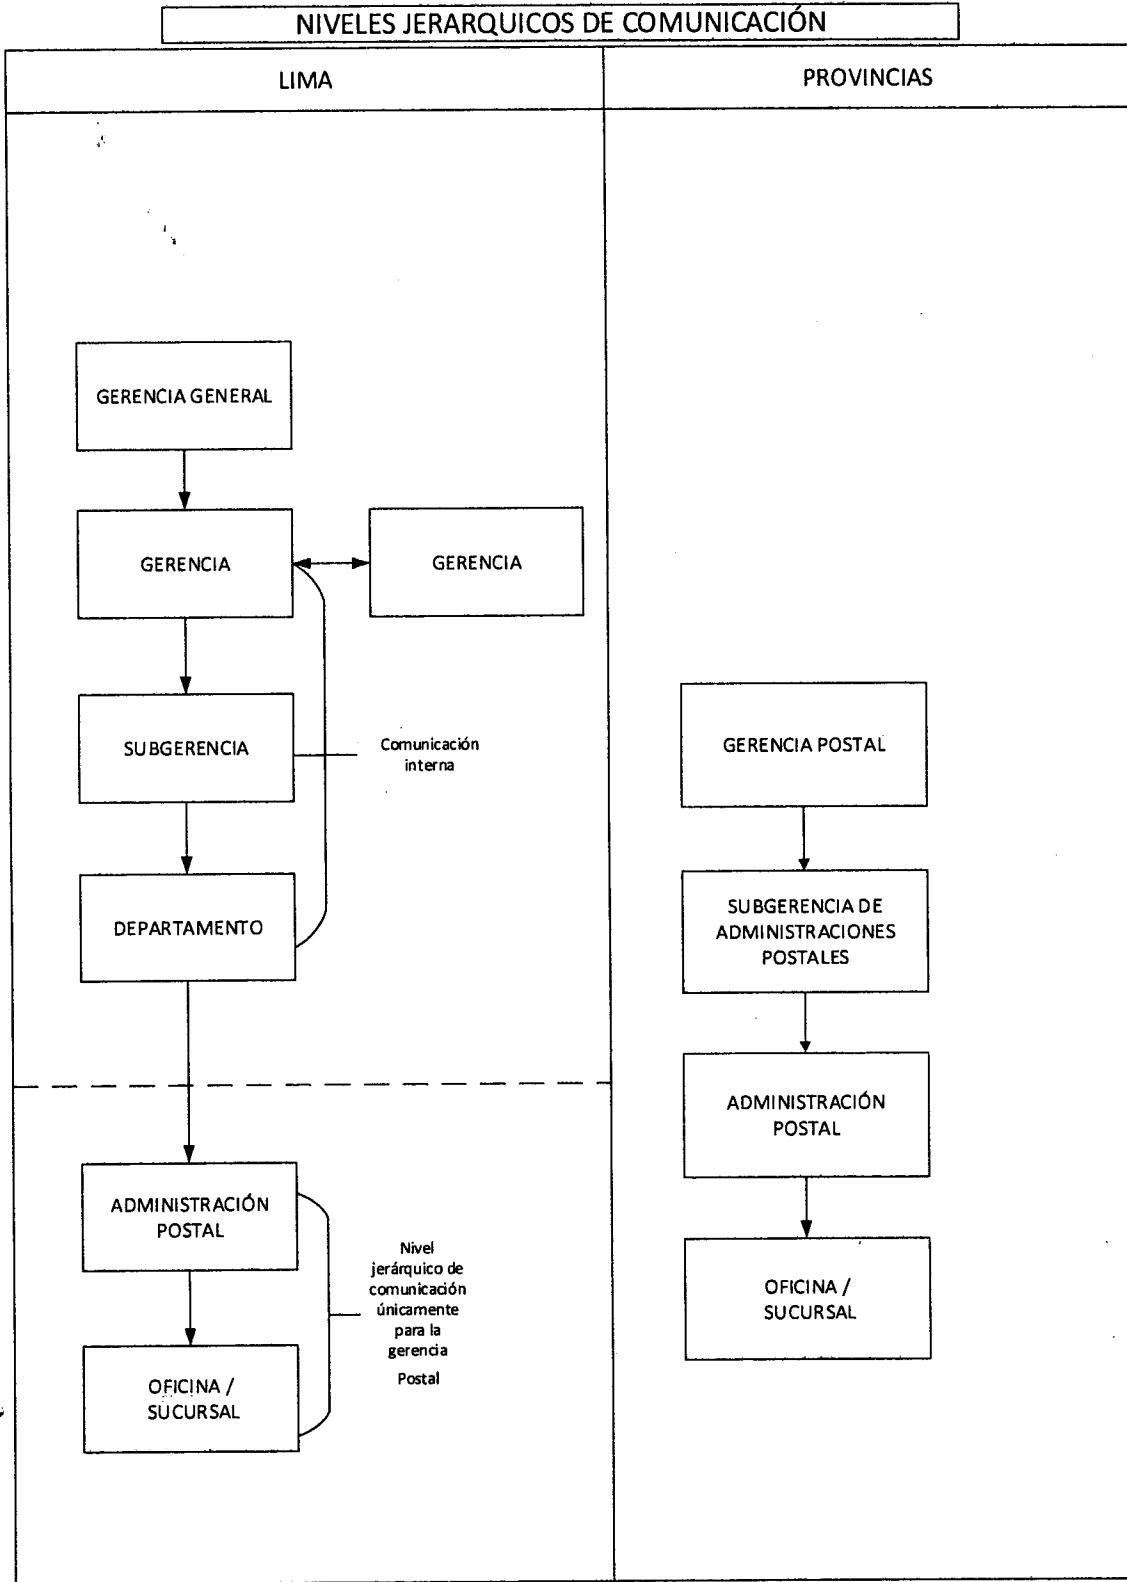 NIVELES JERARQUICOS DE COMUNICACIÓN
LIMA
PROVINCIAS
GERENCIA GENERAL
GERENCIA
GERENCIA
SUBGERENCIA
Comunicación
interna
DEPARTAMENTO
ADMINISTRACIÓN
POSTAL
Nivel
jerárquico de
comunicación
únicamente
para la
gerencia
Postal
OFICINA /
SUCURSAL
GERENCIA POSTAL
SUBGERENCIA DE
ADMINISTRACIONES
POSTALES
ADMINISTRACIÓN
POSTAL
OFICINA /
SUCURSAL